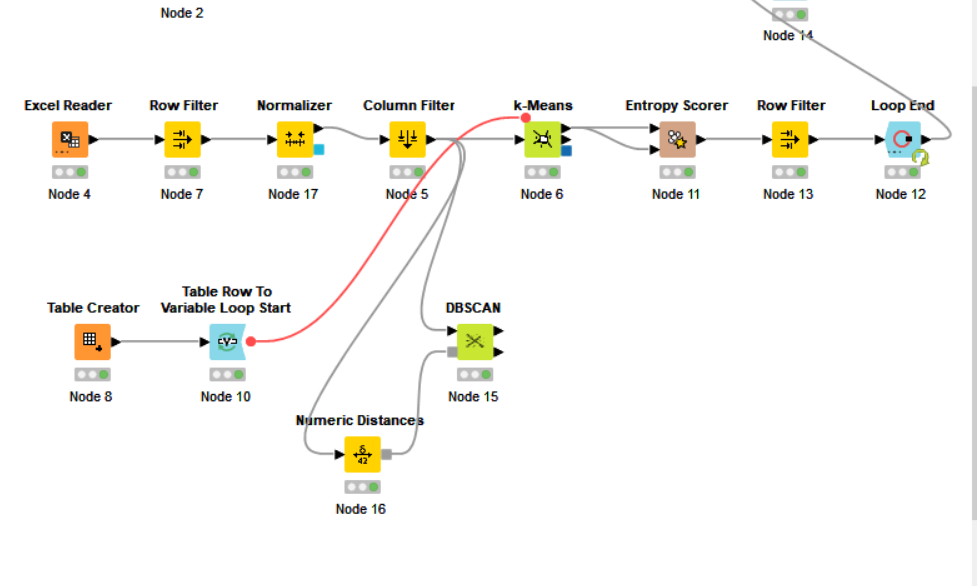 Node 2
Node 14
Excel Reader
Row Filter
Normalizer
Column Filter
k-Means
Entropy Scorer
Row Filter
Loop End
Node 4
Node 7
Node 17
Node 5
Node 6
Node 11
Node 13
Node 12
Table Creator
Table Row To
Variable Loop Start
DBSCAN
Node 8
Node 10
Node 15
Numeric Distances
δ
42
Node 16